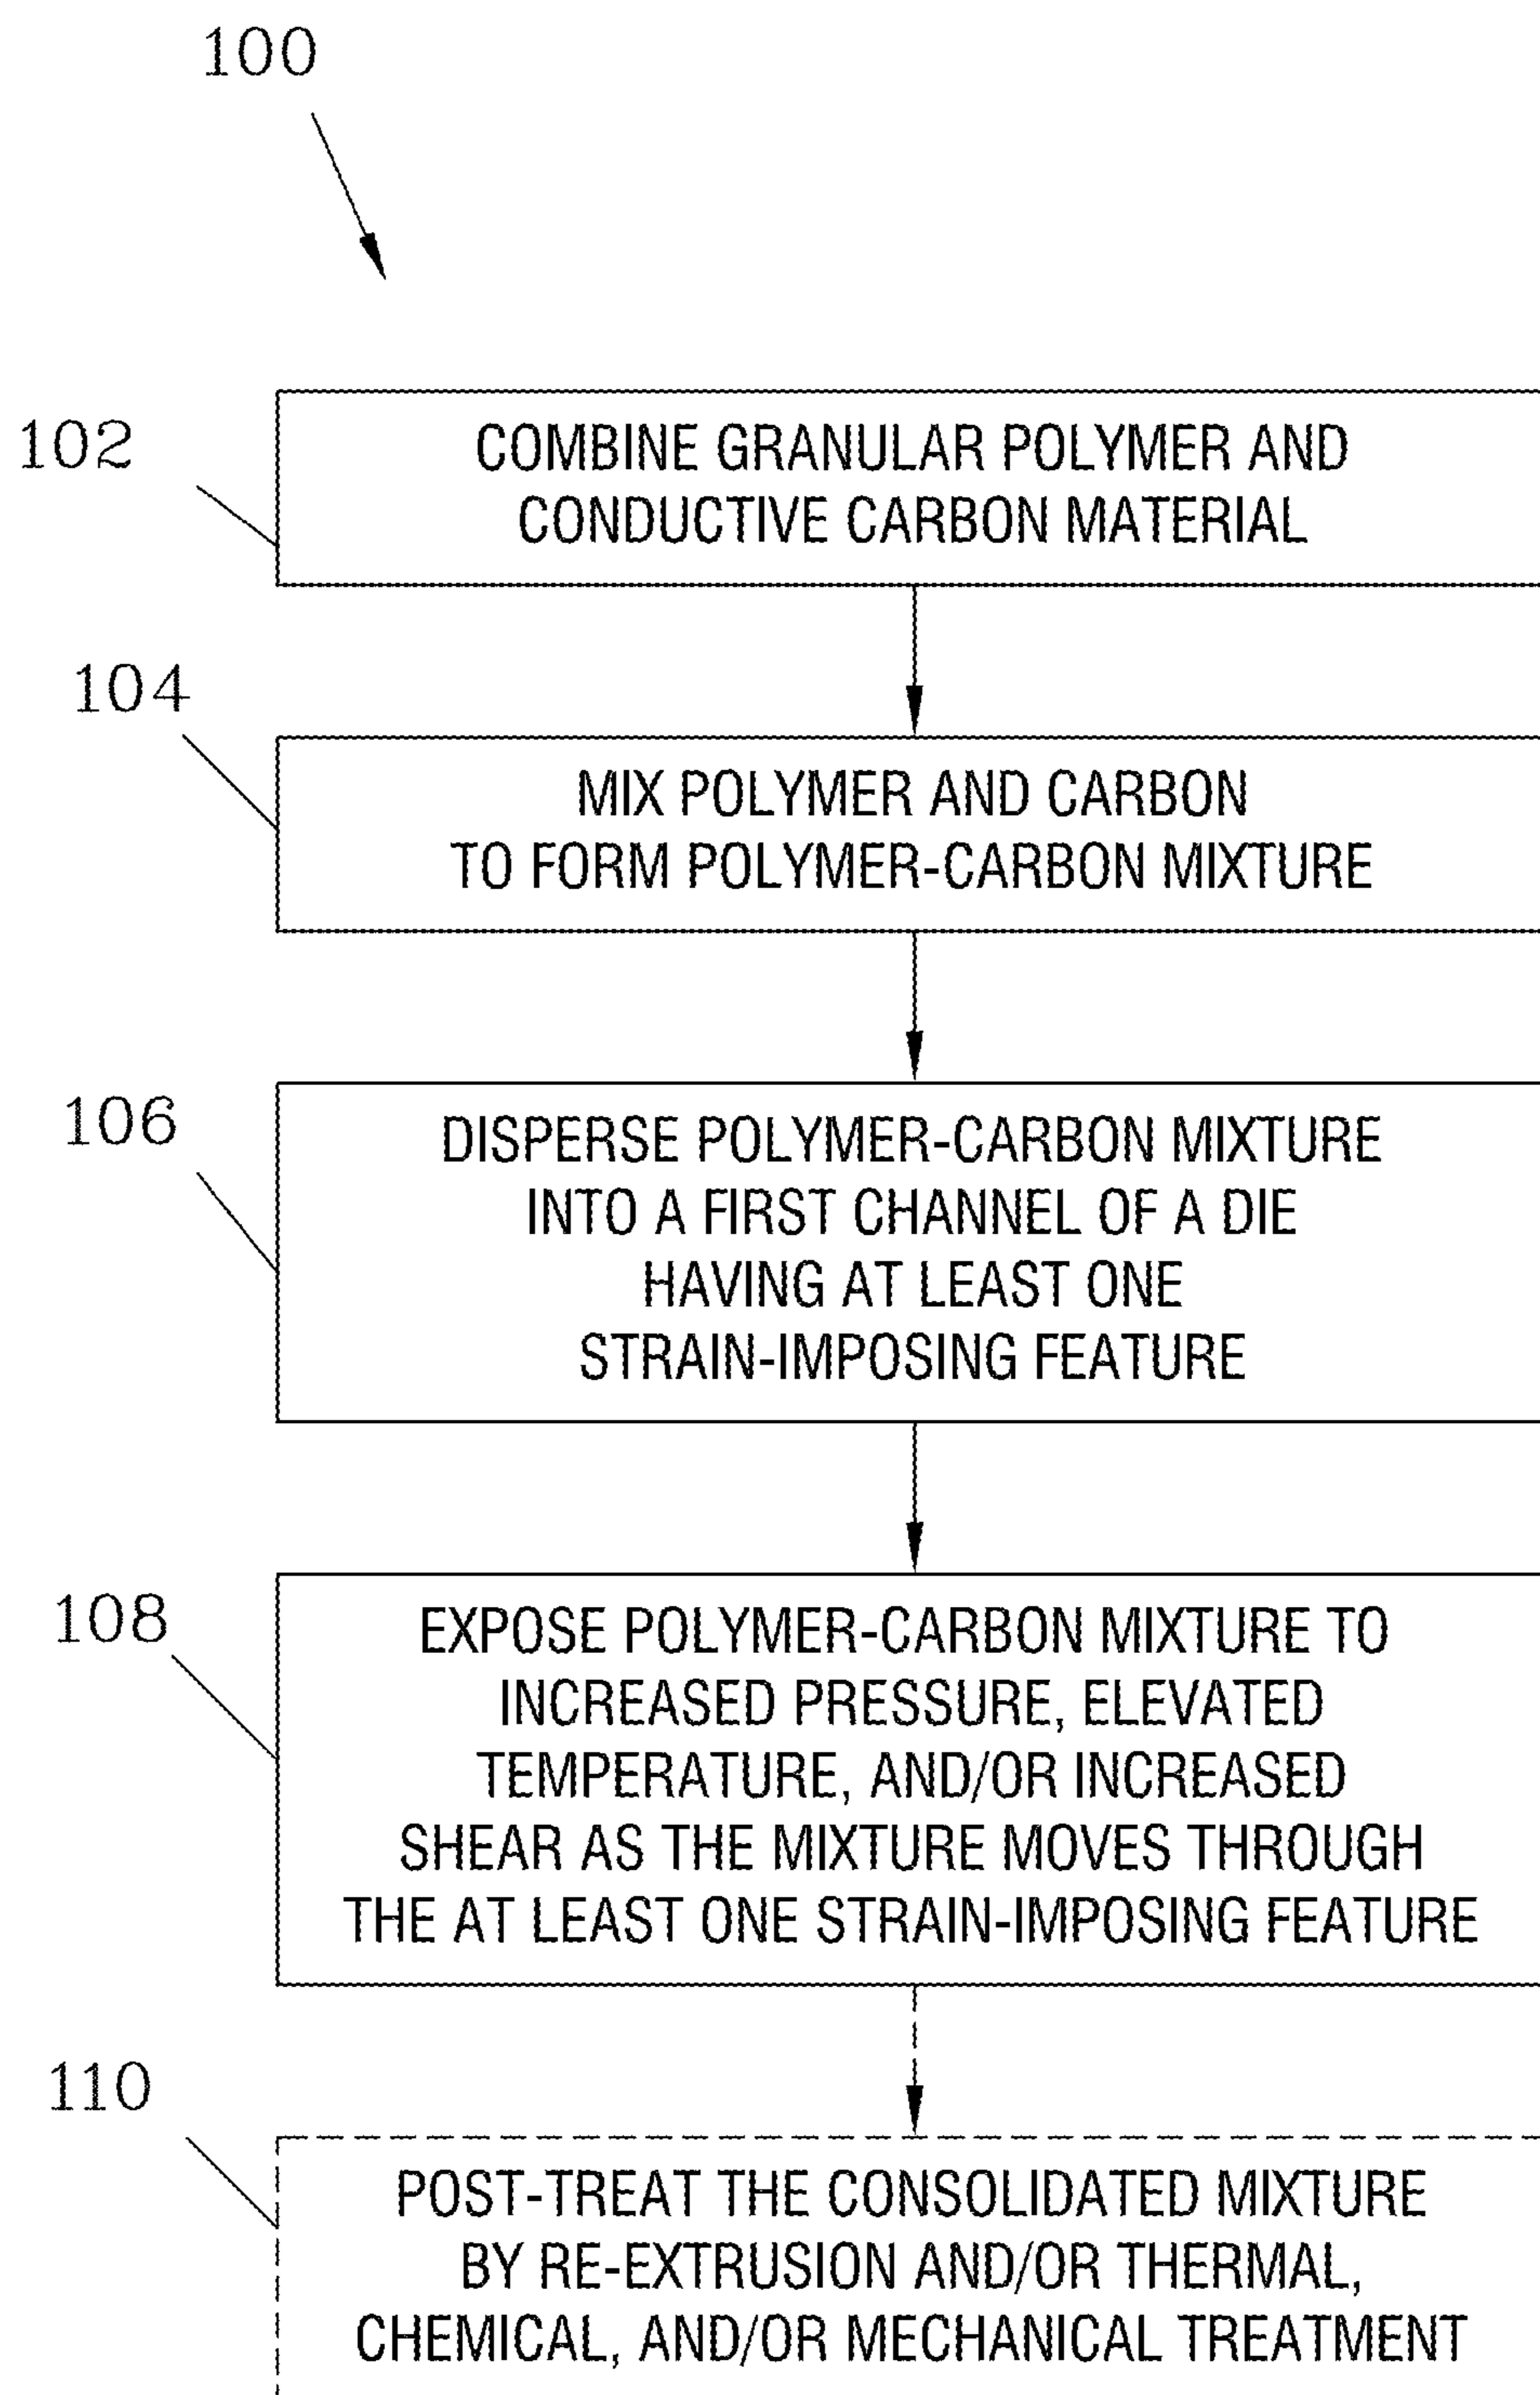 100
102
COMBINE GRANULAR POLYMER AND
CONDUCTIVE CARBON MATERIAL
104
MIX POLYMER AND CARBON
TO FORM POLYMER-CARBON MIXTURE
106
DISPERSE POLYMER-CARBON MIXTURE
INTO A FIRST CHANNEL OF A DIE
HAVING AT LEAST ONE
STRAIN-IMPOSING FEATURE
108
EXPOSE POLYMER-CARBON MIXTURE TO
INCREASED PRESSURE, ELEVATED
TEMPERATURE, AND/OR INCREASED
SHEAR AS THE MIXTURE MOVES THROUGH
THE AT LEAST ONE STRAIN-IMPOSING FEATURE
110
POST-TREAT THE CONSOLIDATED MIXTURE
BY RE-EXTRUSION AND/OR THERMAL,
CHEMICAL, AND/OR MECHANICAL TREATMENT